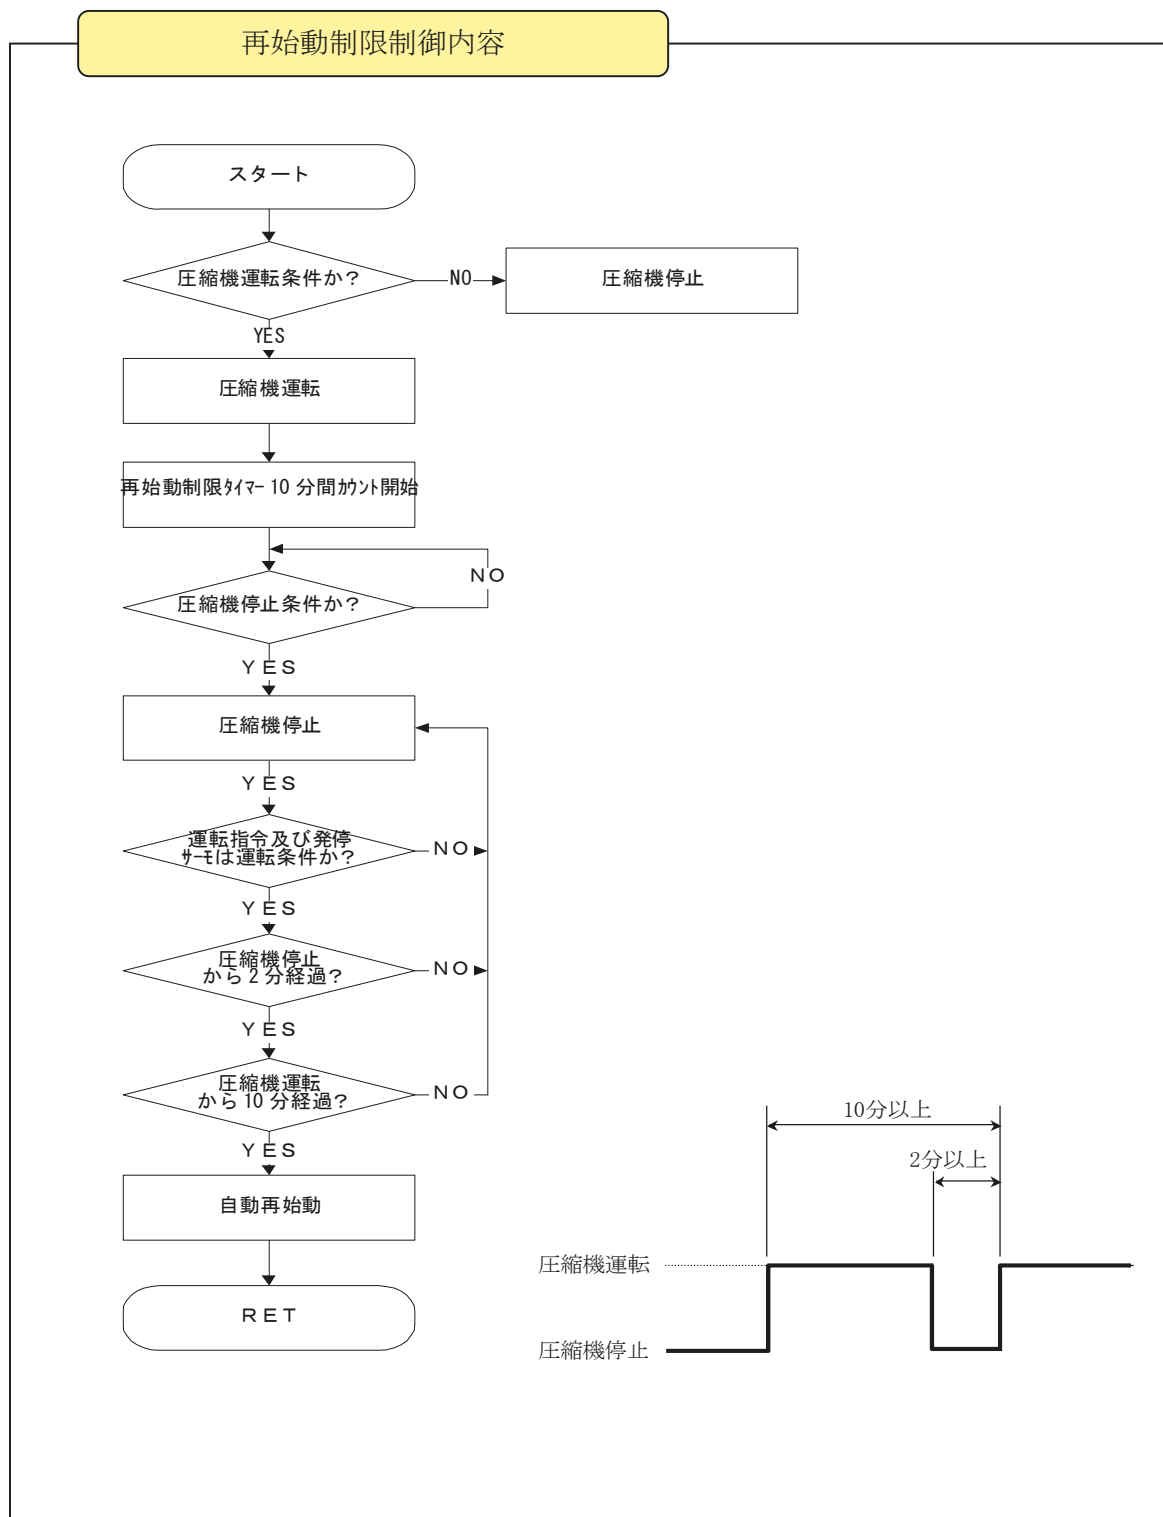 再始動制限制御内容
スタート
圧縮機運転条件か？
NO
圧縮機停止
YES
圧縮機運転
再始動制限ﾀｲﾏｰ10分間ｶｳﾝﾄ開始
NO
圧縮機停止条件か？
ＹＥＳ
圧縮機停止
ＹＥＳ
運転指令及び発停
ｻｰﾓは運転条件か？
ＮＯ
ＹＥＳ
圧縮機停止
から2分経過？
ＮＯ
ＹＥＳ
圧縮機運転
から10分経過？
ＮＯ
ＹＥＳ
自動再始動
ＲＥＴ
10分以上
2分以上
圧縮機運転
圧縮機停止